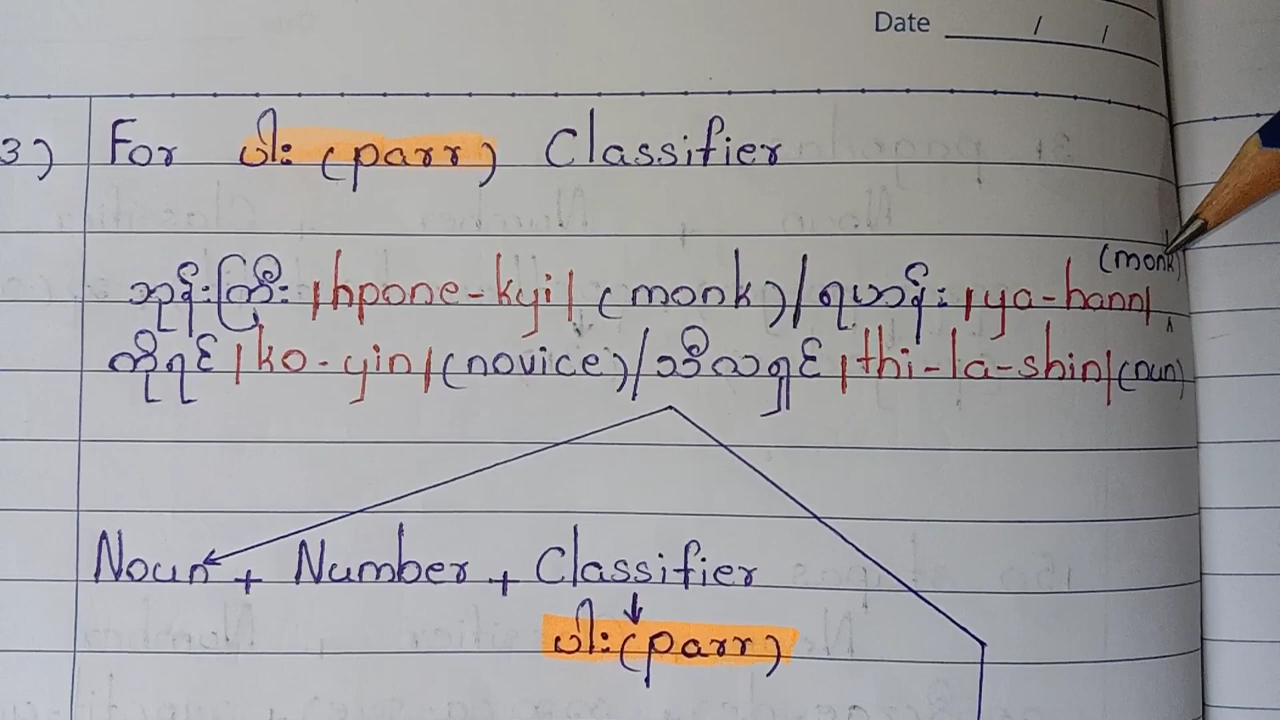 Date / /
3) For ပါး (parr) Classifier
(monk)
ဘုန်းကြီး /hpone-kyi/ (monk)/ရဟန်း /ya-hann/
ကိုရင် /ko-yin/(novice)/သီလရှင် /thi-la-shin/(nun)
Noun + Number + Classifier
ပါး (parr)